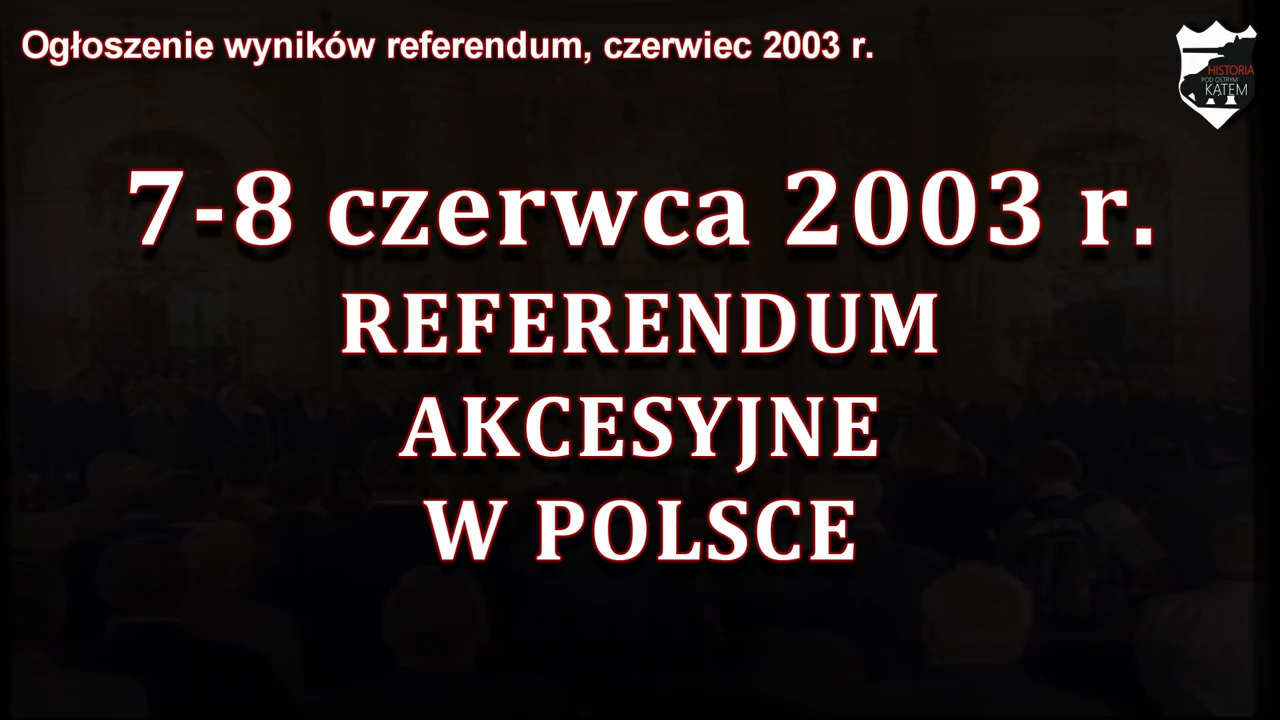 Ogłoszenie wyników referendum, czerwiec 2003 r.
HISTORIA
POD OSTRYM
KĄTEM
7-8 czerwca 2003 r.
REFERENDUM
AKCESYJNE
W POLSCE